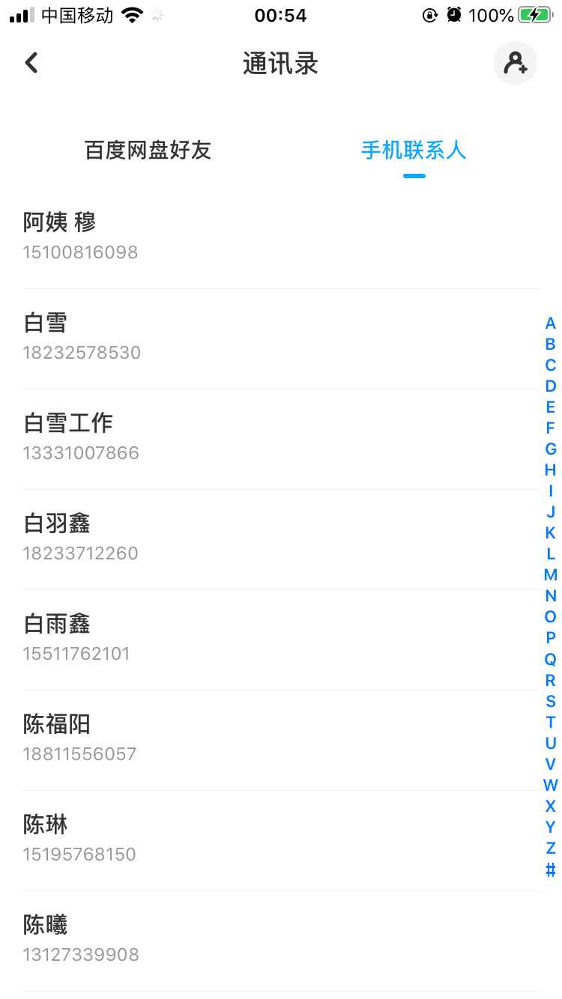 中国移动 00:54 100%
通讯录
百度网盘好友 手机联系人
阿姨 穆
15100816098
白雪
18232578530
白雪工作
13331007866
白羽鑫
18233712260
白雨鑫
15511762101
陈福阳
18811556057
陈琳
15195768150
陈曦
13127339908
A
B
C
D
E
F
G
H
I
J
K
L
M
N
O
P
Q
R
S
T
U
V
W
X
Y
Z
#